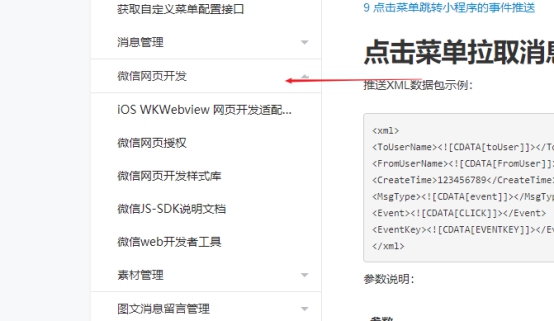 获取自定义菜单配置接口
消息管理
微信网页开发
iOS WKWebview 网页开发适配...
微信网页授权
微信网页开发样式库
微信JS-SDK说明文档
微信web开发者工具
素材管理
图文消息留言管理
9 点击菜单跳转小程序的事件推送
点击菜单拉取消息
推送XML数据包示例：
<xml>
<ToUserName><![CDATA[toUser]]></To
<FromUserName><![CDATA[FromUser]]>
<CreateTime>123456789</CreateTime>
<MsgType><![CDATA[event]]></MsgTyp
<Event><![CDATA[CLICK]]></Event>
<EventKey><![CDATA[EVENTKEY]]></Ev
</xml>
参数说明：
参数